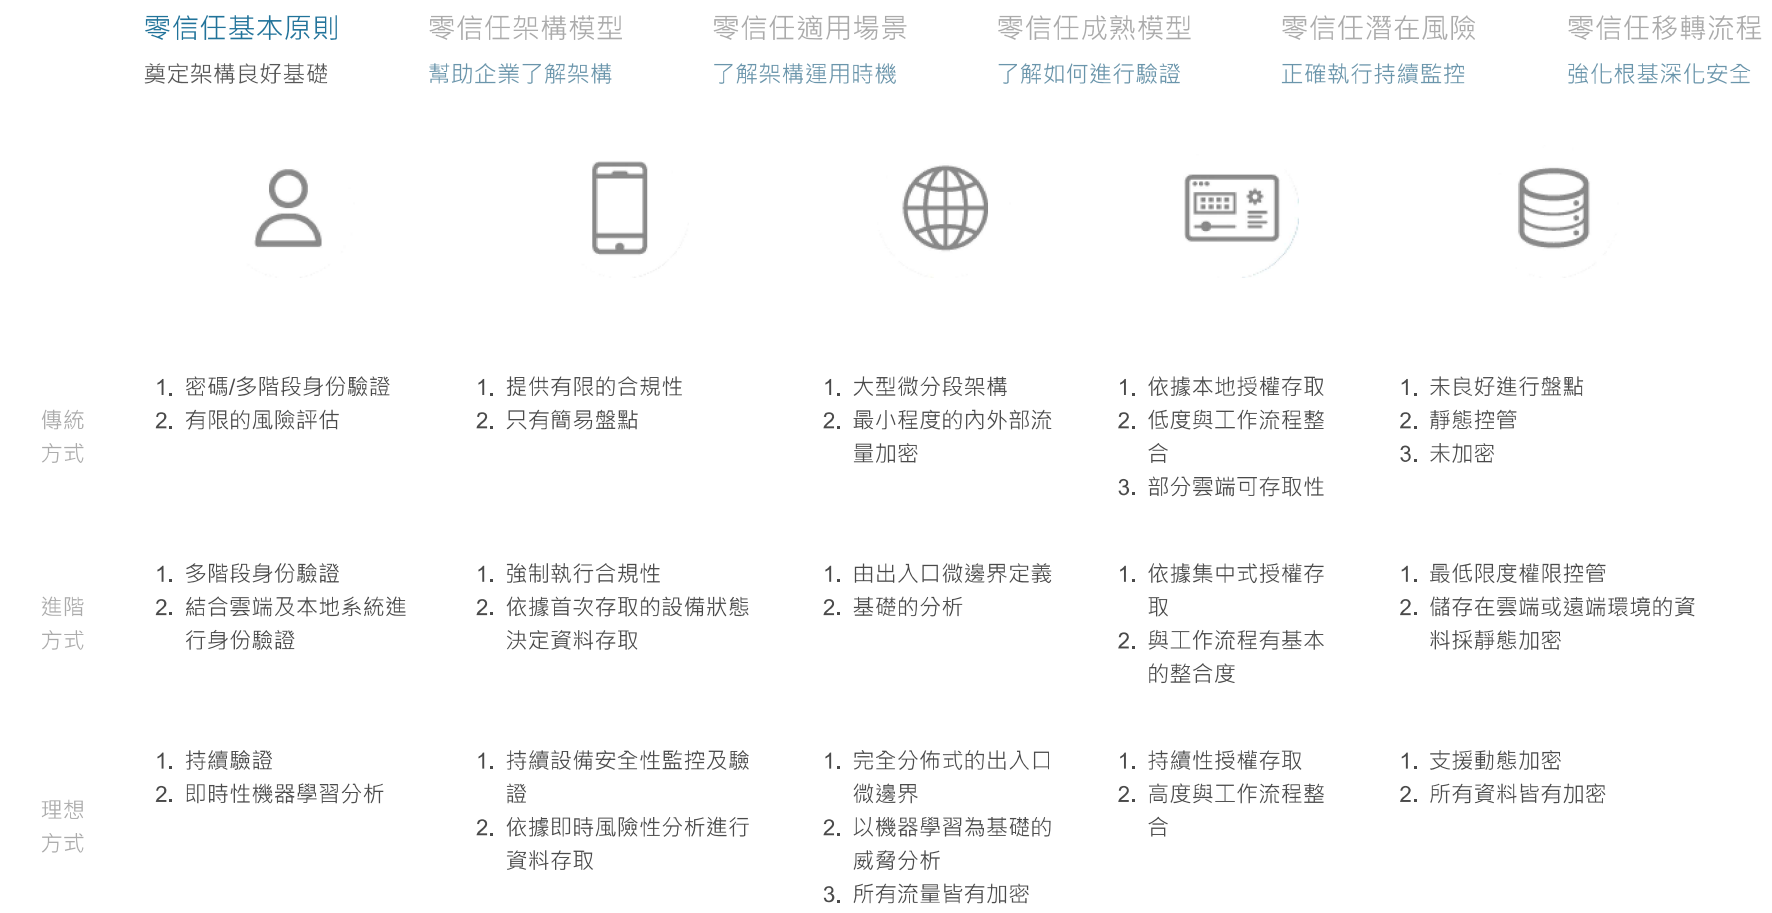 零信任基本原則
奠定架構良好基礎
零信任架構模型
幫助企業了解架構
零信任適用場景
了解架構運用時機
零信任成熟模型
了解如何進行驗證
零信任潛在風險
正確執行持續監控
零信任移轉流程
強化根基深化安全
傳統
方式
1. 密碼/多階段身份驗證
2. 有限的風險評估
1. 提供有限的合規性
2. 只有簡易盤點
1. 大型微分段架構
2. 最小程度的內外部流
量加密
1. 依據本地授權存取
2. 低度與工作流程整
合
3. 部分雲端可存取性
1. 未良好進行盤點
2. 靜態控管
3. 未加密
進階
方式
1. 多階段身份驗證
2. 結合雲端及本地系統進
行身份驗證
1. 強制執行合規性
2. 依據首次存取的設備狀態
決定資料存取
1. 由出入口微邊界定義
2. 基礎的分析
1. 依據集中式授權存
取
2. 與工作流程有基本
的整合度
1. 最低限度權限控管
2. 儲存在雲端或遠端環境的資
料採靜態加密
理想
方式
1. 持續驗證
2. 即時性機器學習分析
1. 持續設備安全性監控及驗
證
2. 依據即時風險性分析進行
資料存取
1. 完全分佈式的出入口
微邊界
2. 以機器學習為基礎的
威脅分析
3. 所有流量皆有加密
1. 持續性授權存取
2. 高度與工作流程整
合
1. 支援動態加密
2. 所有資料皆有加密